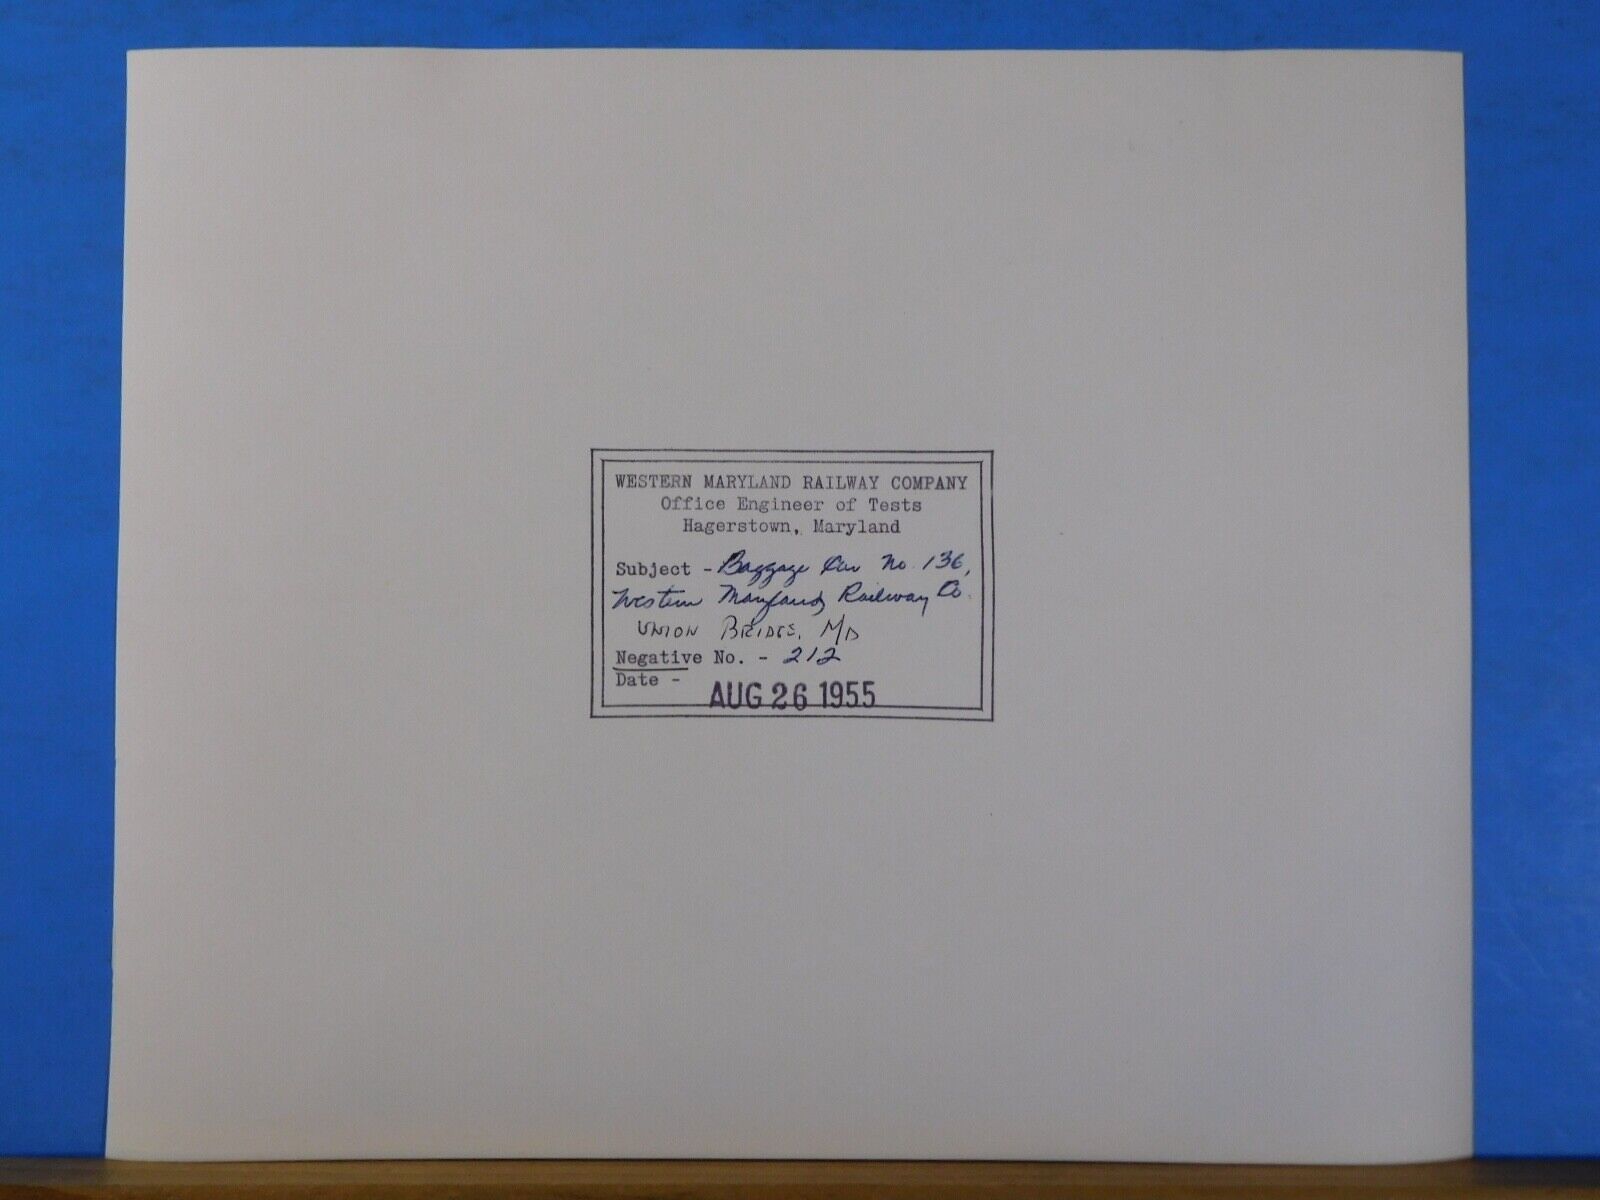 WESTERN MARYLAND RAILWAY COMPANY
Office Engineer of Tests
Hagerstown, Maryland
Subject - Baggage Car No. 136,
Western Maryland Railway Co.
UNION BRIDGE, MD
Negative No. - 212
Date - AUG 26 1955